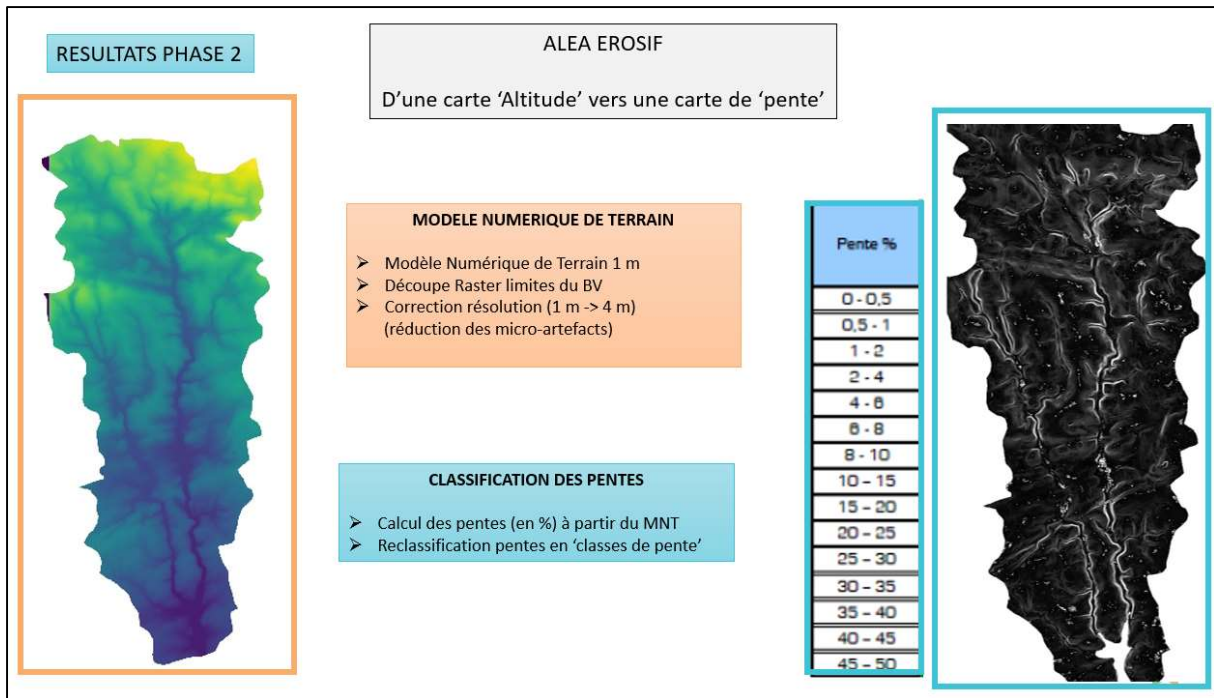 RESULTATS PHASE 2
ALEA EROSIF
D'une carte 'Altitude' vers une carte de 'pente'
MODELE NUMERIQUE DE TERRAIN
➢ Modèle Numérique de Terrain 1 m
➢ Découpe Raster limites du BV
➢ Correction résolution (1 m -> 4 m)
(réduction des micro-artefacts)
CLASSIFICATION DES PENTES
➢ Calcul des pentes (en %) à partir du MNT
➢ Reclassification pentes en 'classes de pente'
Pente %
0 - 0,5
0,5 - 1
1 - 2
2 - 4
4 - 6
6 - 8
8 - 10
10 – 15
15 – 20
20 – 25
25 – 30
30 – 35
35 – 40
40 – 45
45 – 50